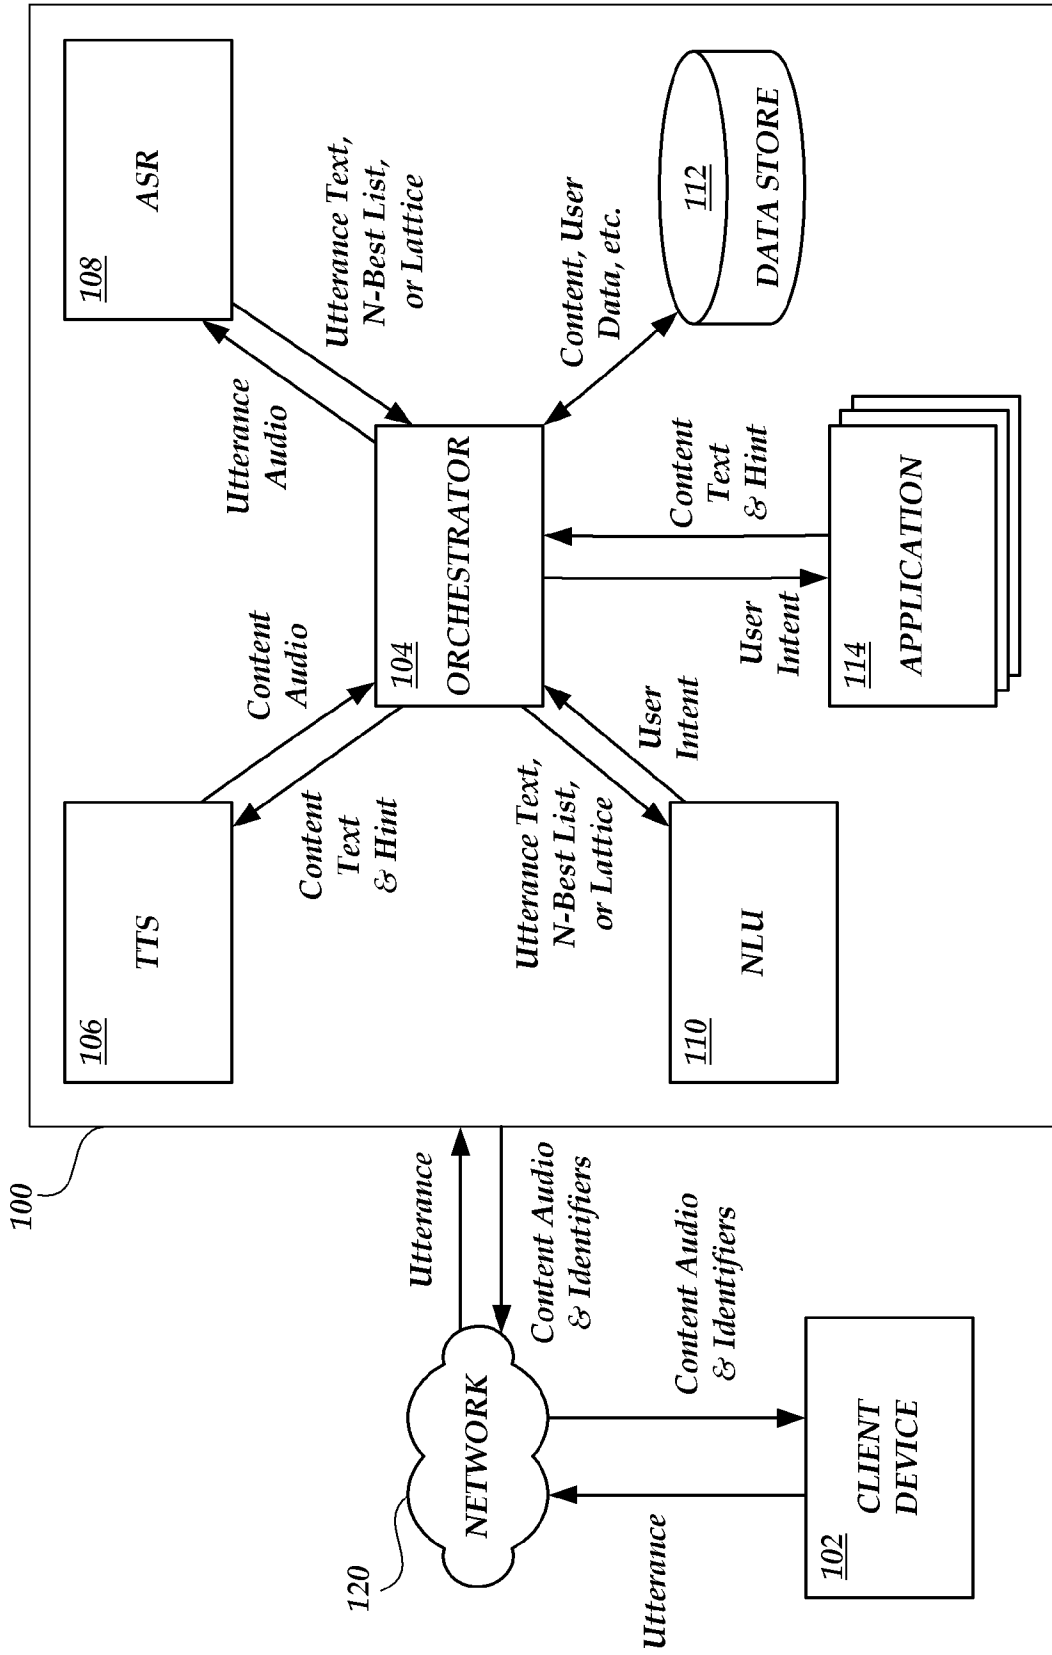 100
106
TTS
108
ASR
Content
Audio
Utterance
Audio
Content
Text
& Hint
Utterance Text,
N-Best List,
or Lattice
104
ORCHESTRATOR
120
NETWORK
Utterance
Content Audio
& Identifiers
Utterance Text,
N-Best List,
or Lattice
User
Intent
Content, User
Data, etc.
112
DATA STORE
110
NLU
User
Intent
Content
Text
& Hint
114
APPLICATION
Utterance
Content Audio
& Identifiers
102
CLIENT
DEVICE